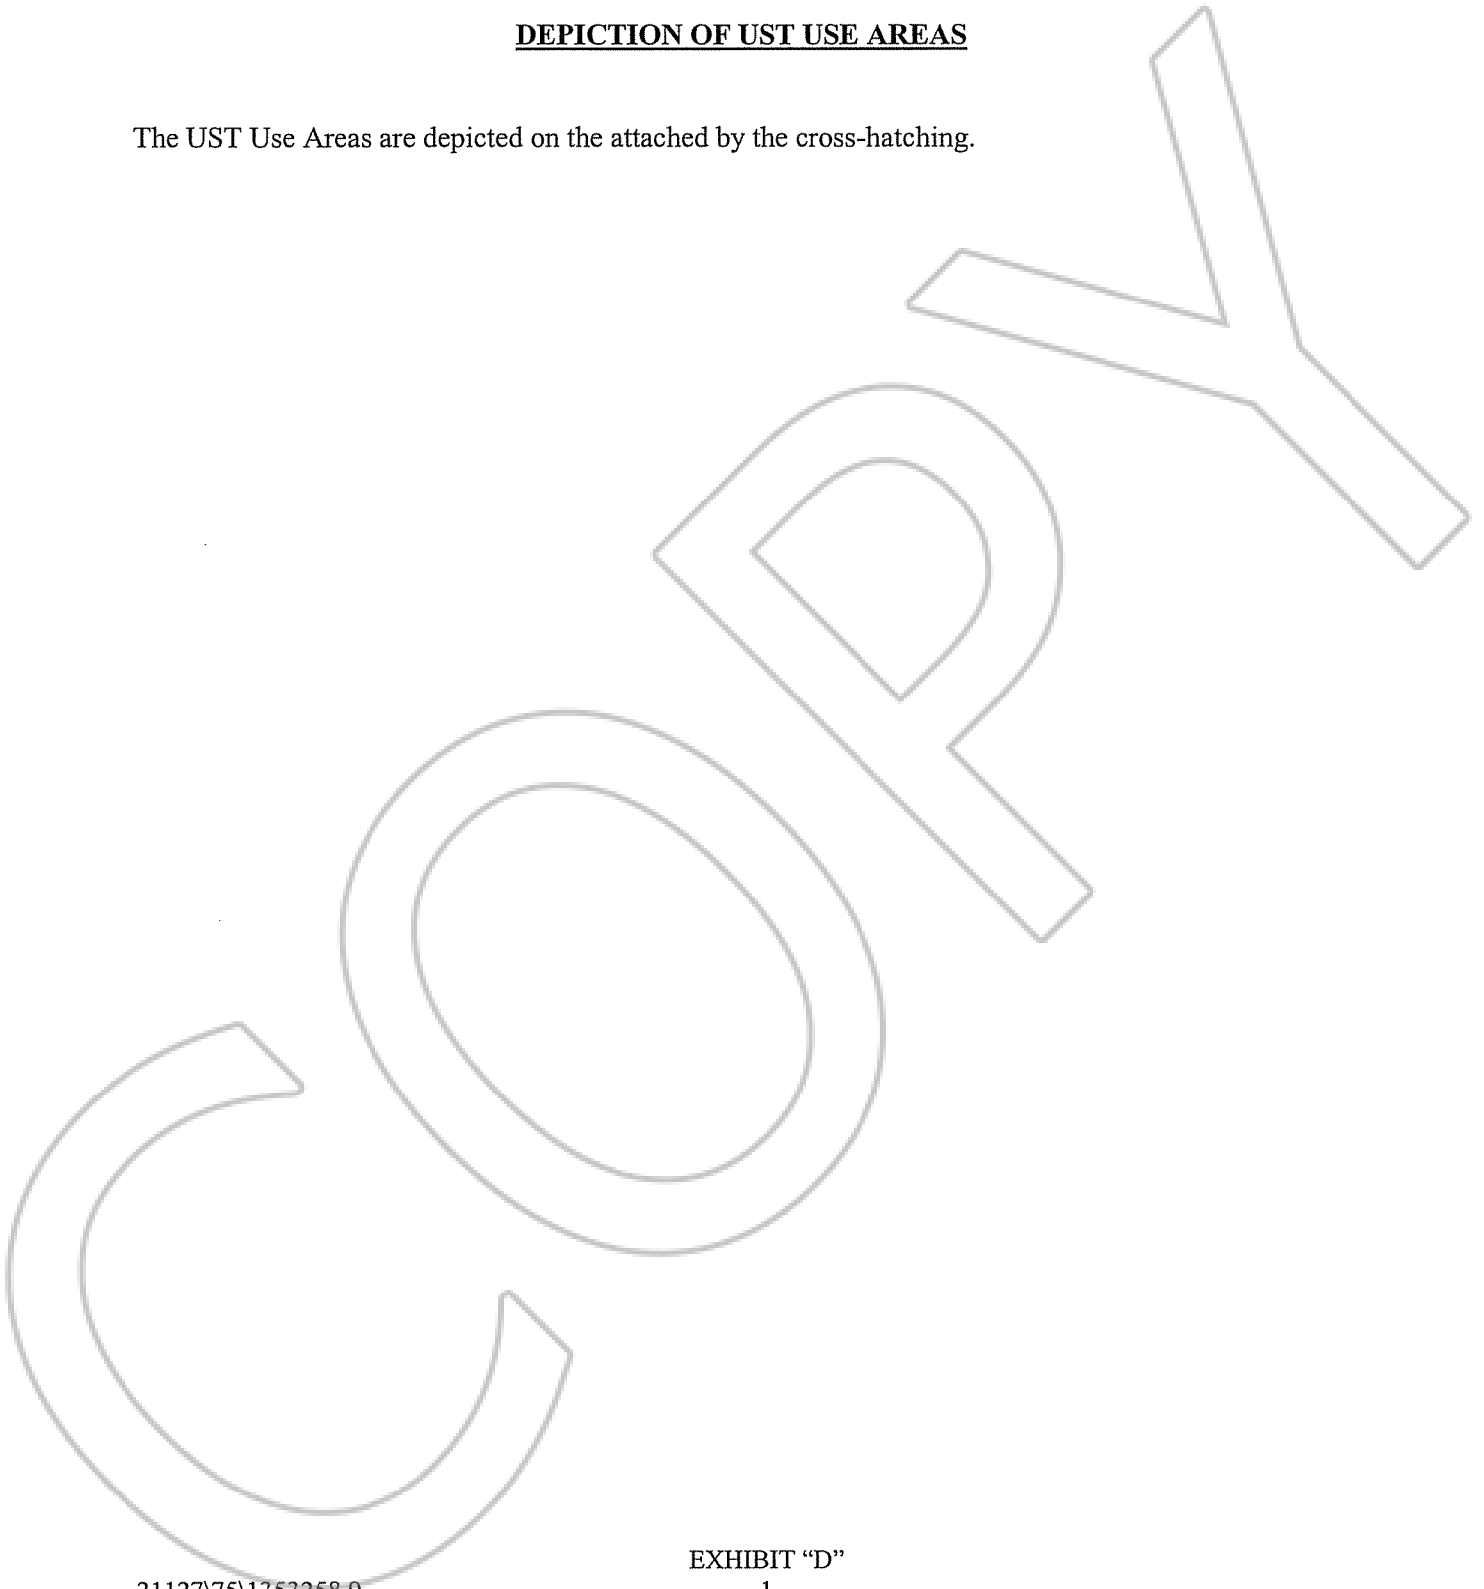 DEPICTION OF UST USE AREAS
The UST Use Areas are depicted on the attached by the cross-hatching.
COPY
EXHIBIT “D”
1